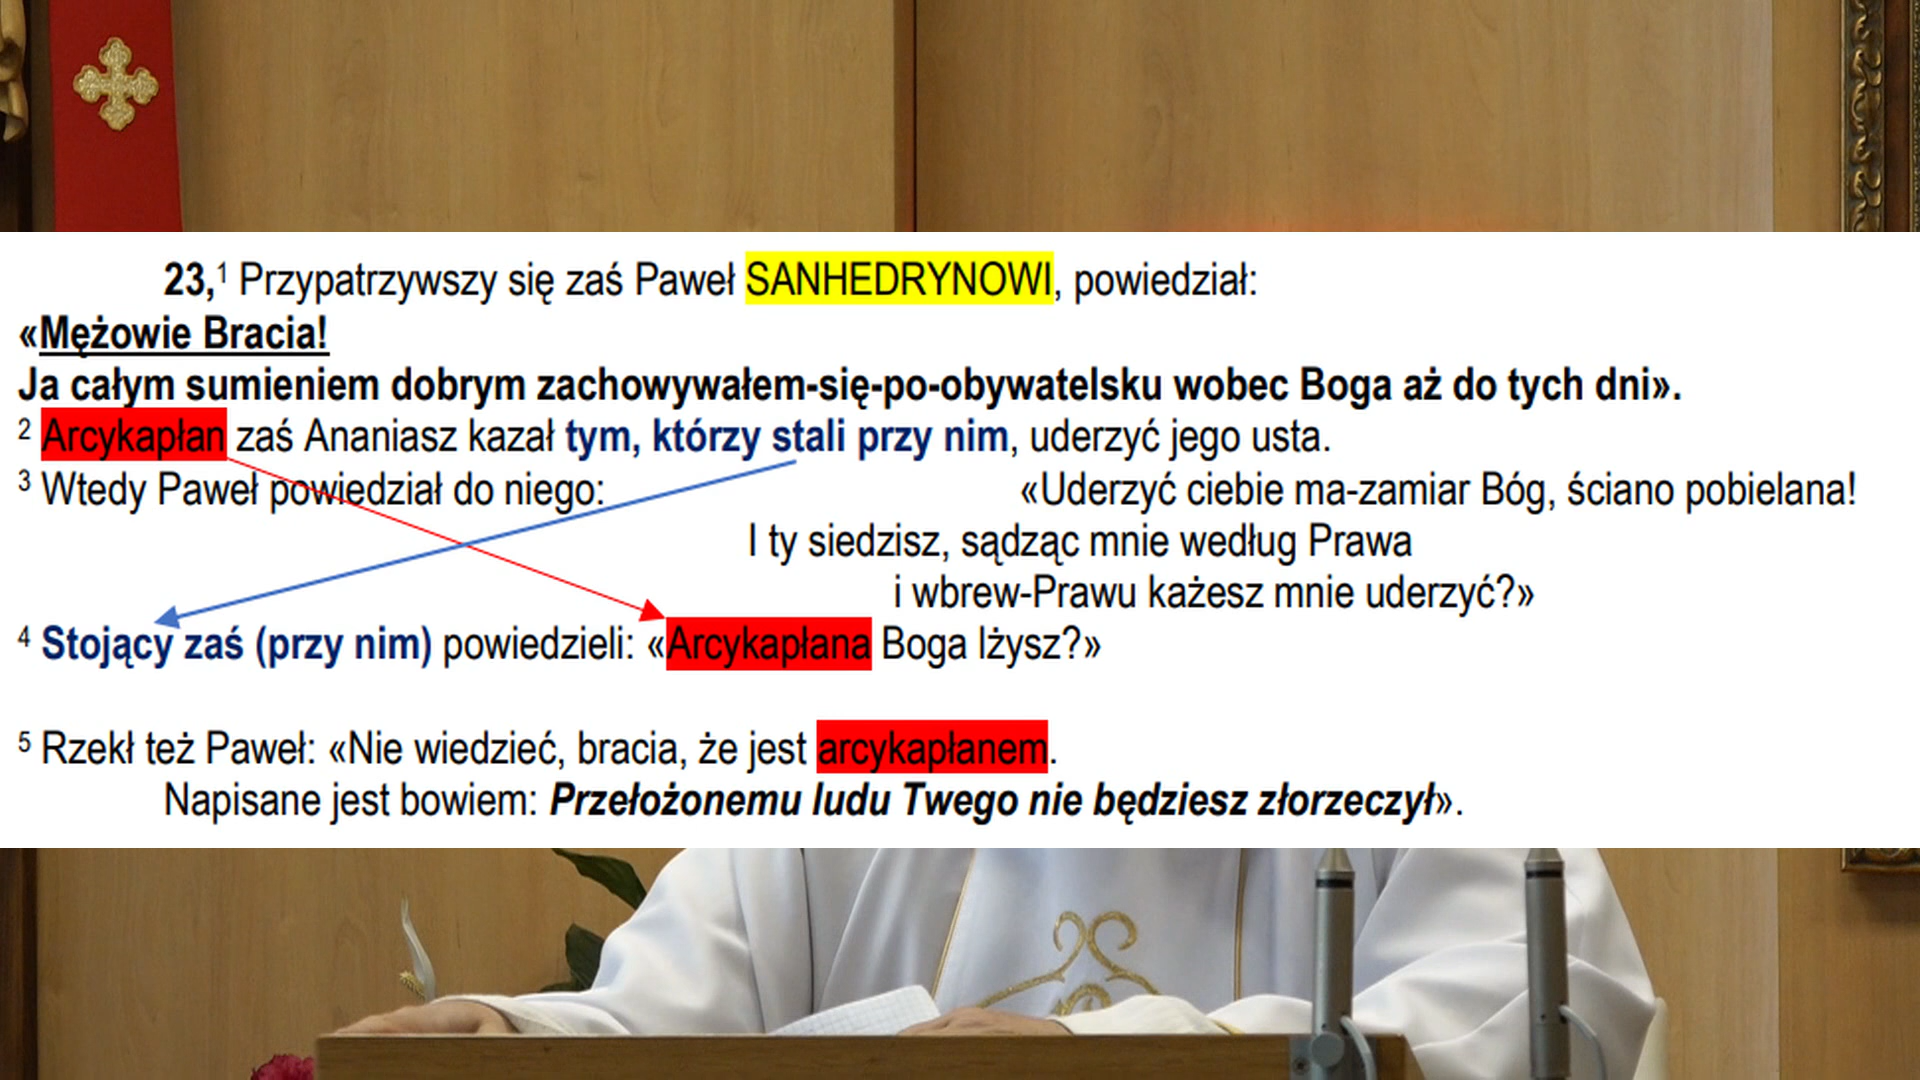 23,¹ Przypatrzywszy się zaś Paweł SANHEDRYNOWI, powiedział:
«Mężowie Bracia!
Ja całym sumieniem dobrym zachowywałem-się-po-obywatelsku wobec Boga aż do tych dni».
² Arcykapłan zaś Ananiasz kazał tym, którzy stali przy nim, uderzyć jego usta.
³ Wtedy Paweł powiedział do niego: «Uderzyć ciebie ma-zamiar Bóg, ściano pobielana!
I ty siedzisz, sądząc mnie według Prawa
i wbrew-Prawu każesz mnie uderzyć?»
⁴ Stojący zaś (przy nim) powiedzieli: «Arcykapłana Boga lżysz?»
⁵ Rzekł też Paweł: «Nie wiedzieć, bracia, że jest arcykapłanem.
Napisane jest bowiem: Przełożonemu ludu Twego nie będziesz złorzeczył».